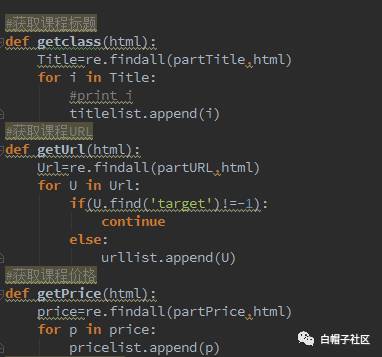 #获取课程标题
def getclass(html):
    Title=re.findall(partTitle,html)
    for i in Title:
        #print i
        titlelist.append(i)
#获取课程URL
def getUrl(html):
    Url=re.findall(partURL,html)
    for U in Url:
        if(U.find('target')!=-1):
            continue
        else:
            urllist.append(U)
#获取课程价格
def getPrice(html):
    price=re.findall(partPrice,html)
    for p in price:
        pricelist.append(p)
白帽子社区